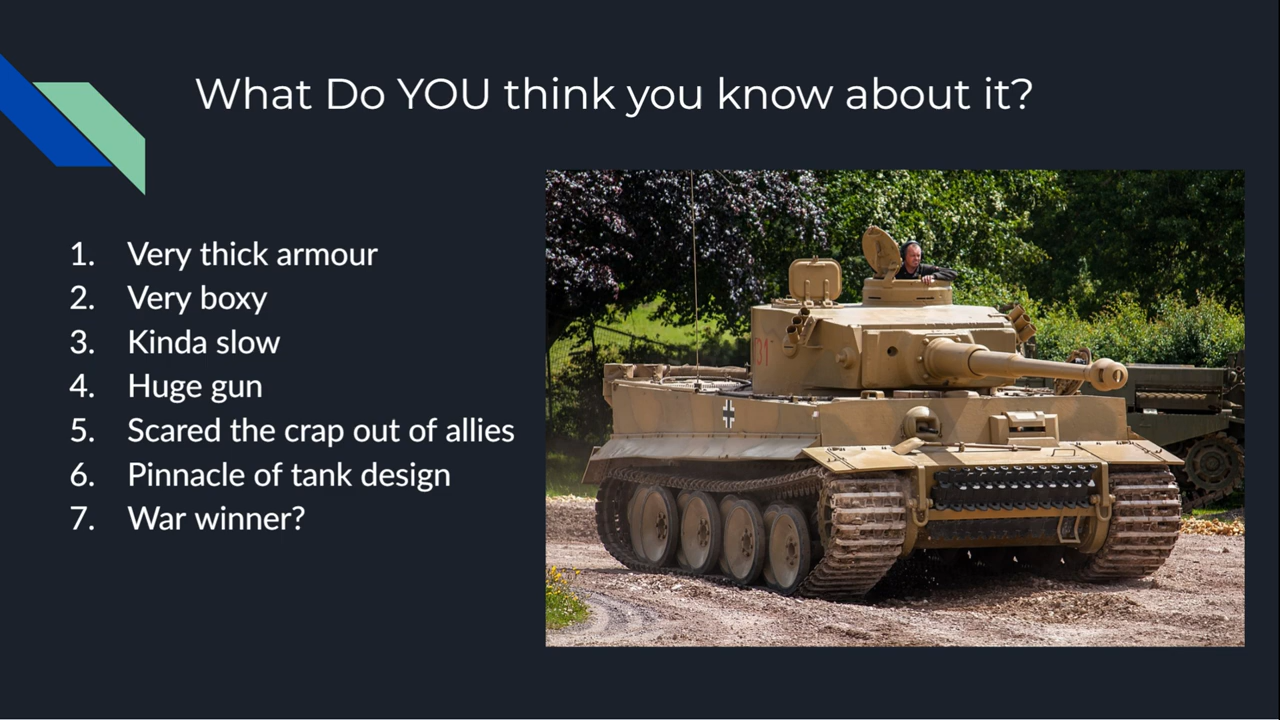 What Do YOU think you know about it?
1. Very thick armour
2. Very boxy
3. Kinda slow
4. Huge gun
5. Scared the crap out of allies
6. Pinnacle of tank design
7. War winner?
131